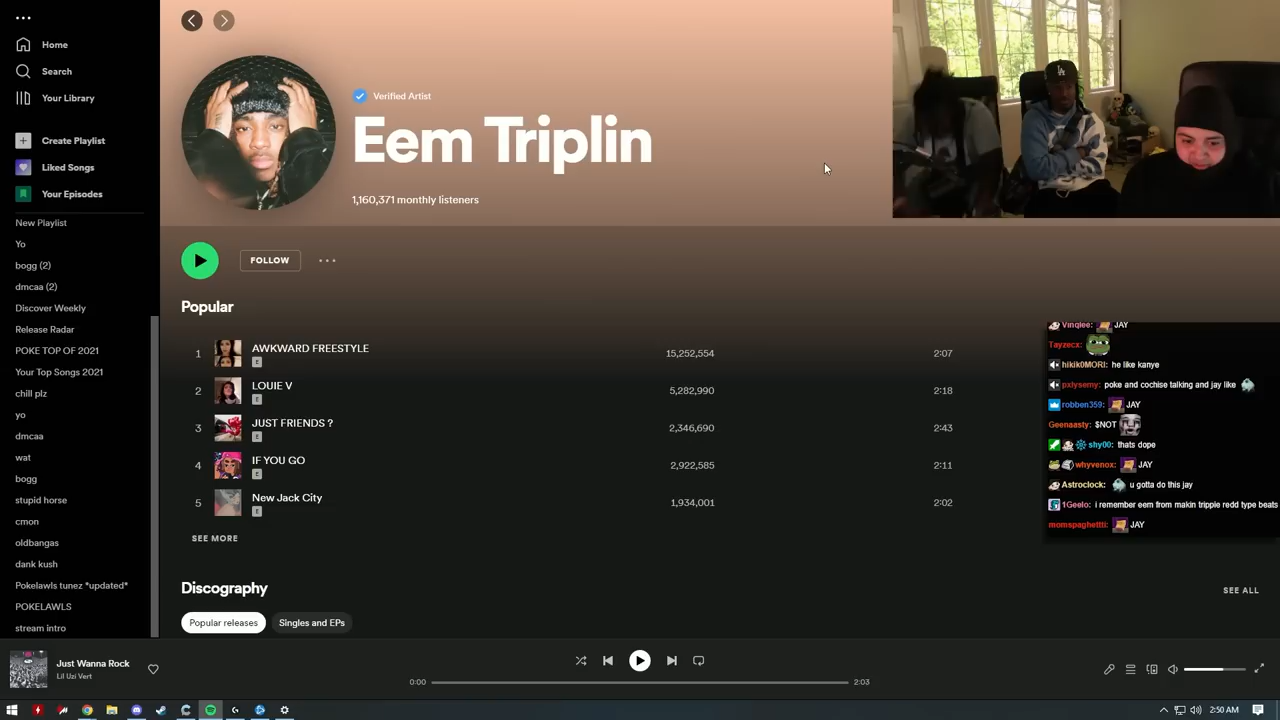 Home
Search
Your Library
Create Playlist
Liked Songs
Your Episodes
New Playlist
Yo
bogg (2)
dmcaa (2)
Discover Weekly
Release Radar
POKE TOP OF 2021
Your Top Songs 2021
chill plz
yo
dmcaa
wat
bogg
stupid horse
cmon
oldbangas
dank kush
Pokelawls tunez *updated*
POKELAWLS
stream intro
Verified Artist
Eem Triplin
1,160,371 monthly listeners
FOLLOW
Popular
1 AWKWARD FREESTYLE 15,252,554 2:07
E
2 LOUIE V 5,282,990 2:18
E
3 JUST FRIENDS ? 2,346,690 2:43
E
4 IF YOU GO 2,922,585 2:11
E
5 New Jack City 1,934,001 2:02
E
SEE MORE
Discography
SEE ALL
Popular releases
Singles and EPs
LA
Vinqlee: JAY
Tayzecx:
hikik0MORI: he like kanye
pxlysemy: poke and cochise talking and jay like
robben359: JAY
Geenaasty: $NOT
shy00: thats dope
whyvenox: JAY
Astroclock: u gotta do this jay
1Geelo: i remember eem from makin trippie redd type beats
momspaghettti: JAY
Just Wanna Rock
Lil Uzi Vert
0:00
2:03
2:50 AM